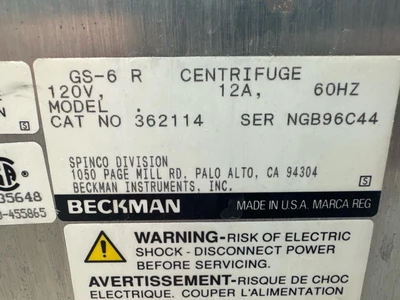 GS-6 R CENTRIFUGE
120V, 12A, 60HZ
MODEL .
CAT NO 362114 SER NGB96C44
SPINCO DIVISION
1050 PAGE MILL RD. PALO ALTO, CA 94304
BECKMAN INSTRUMENTS, INC.
S
BECKMAN MADE IN U.S.A. MARCA REG
S
35648
-455865
WARNING-RISK OF ELECTRIC
SHOCK - DISCONNECT POWER
BEFORE SERVICING.
AVERTISSEMENT-RISQUE DE CHOC
ELECTRIQUE. COUPER L'ALIMENTATION